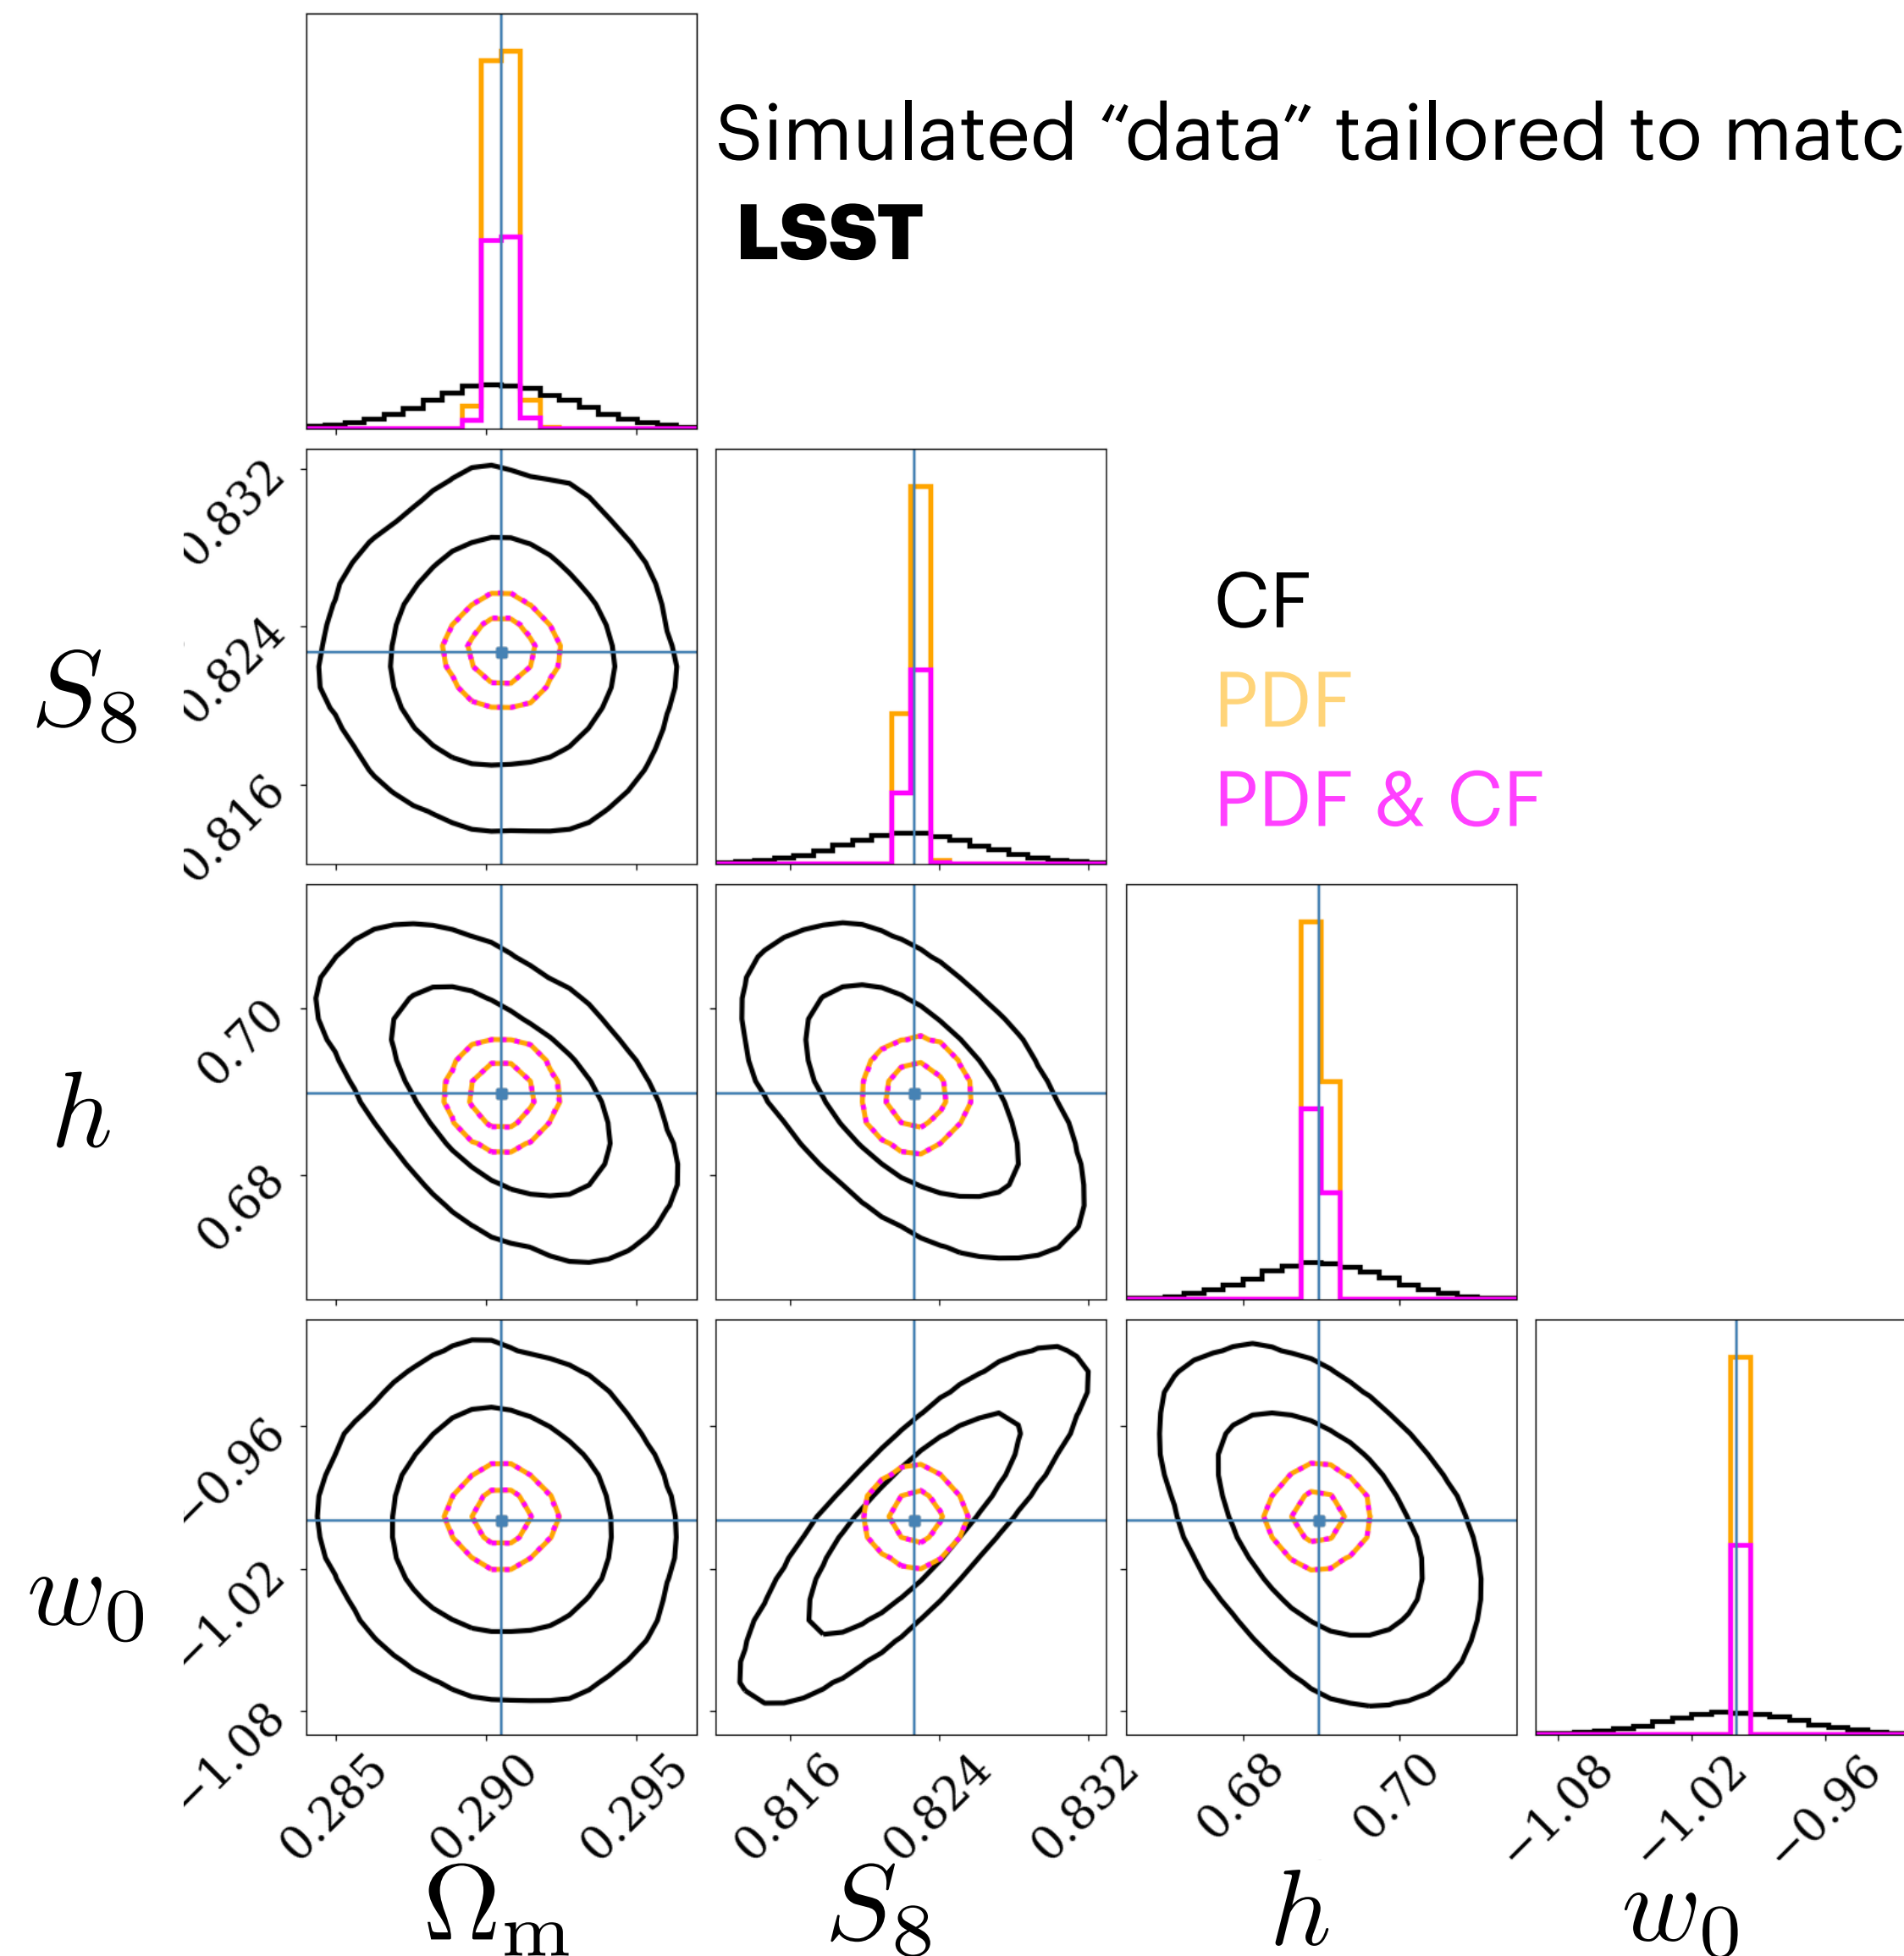 Simulated “data” tailored to matc
LSST
CF
PDF
PDF & CF
0.832
0.824
0.816
S₈
0.70
0.68
h
−0.96
−1.02
−1.08
w₀
0.285 0.290 0.295 0.816 0.824 0.832 0.68 0.70 −1.08 −1.02 −0.96
Ωₘ S₈ h w₀